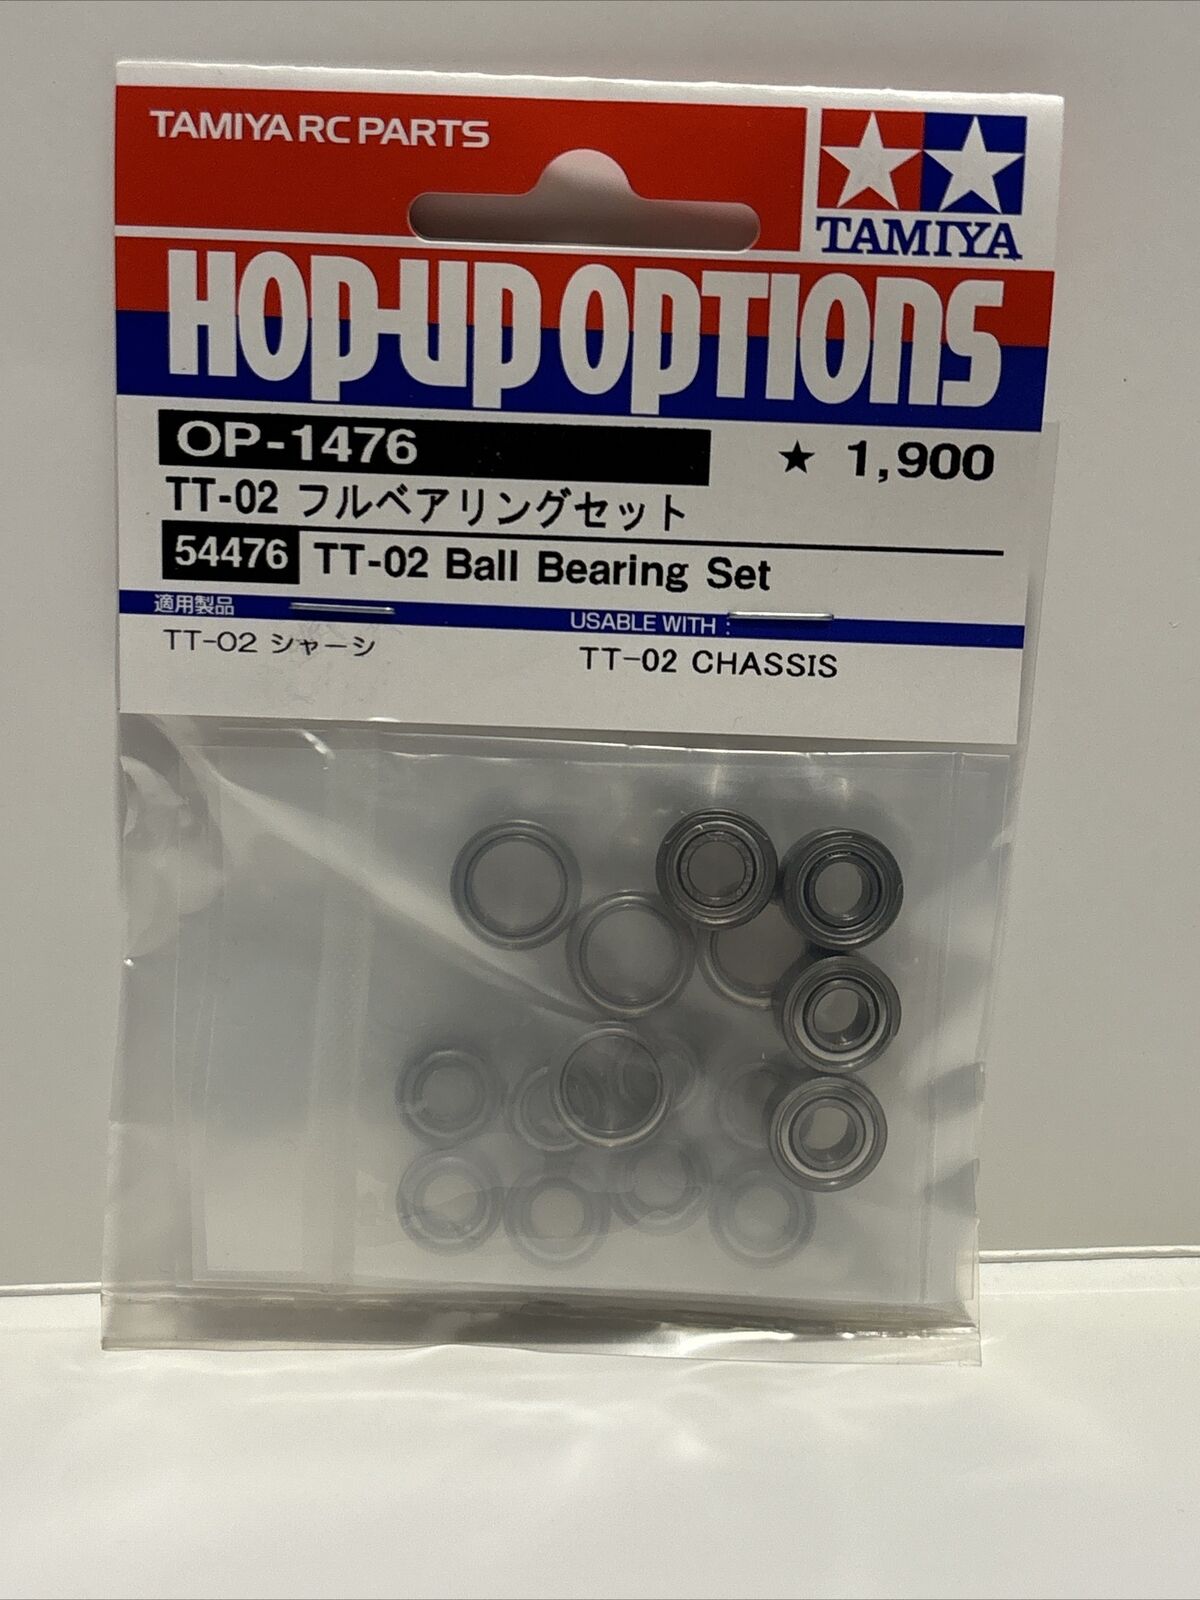 TAMIYA RC PARTS
TAMIYA
HOP-UP OPTIONS
OP-1476
★ 1,900
TT-02 フルベアリングセット
54476 TT-02 Ball Bearing Set
適用製品
USABLE WITH :
TT-02 シャーシ
TT-02 CHASSIS